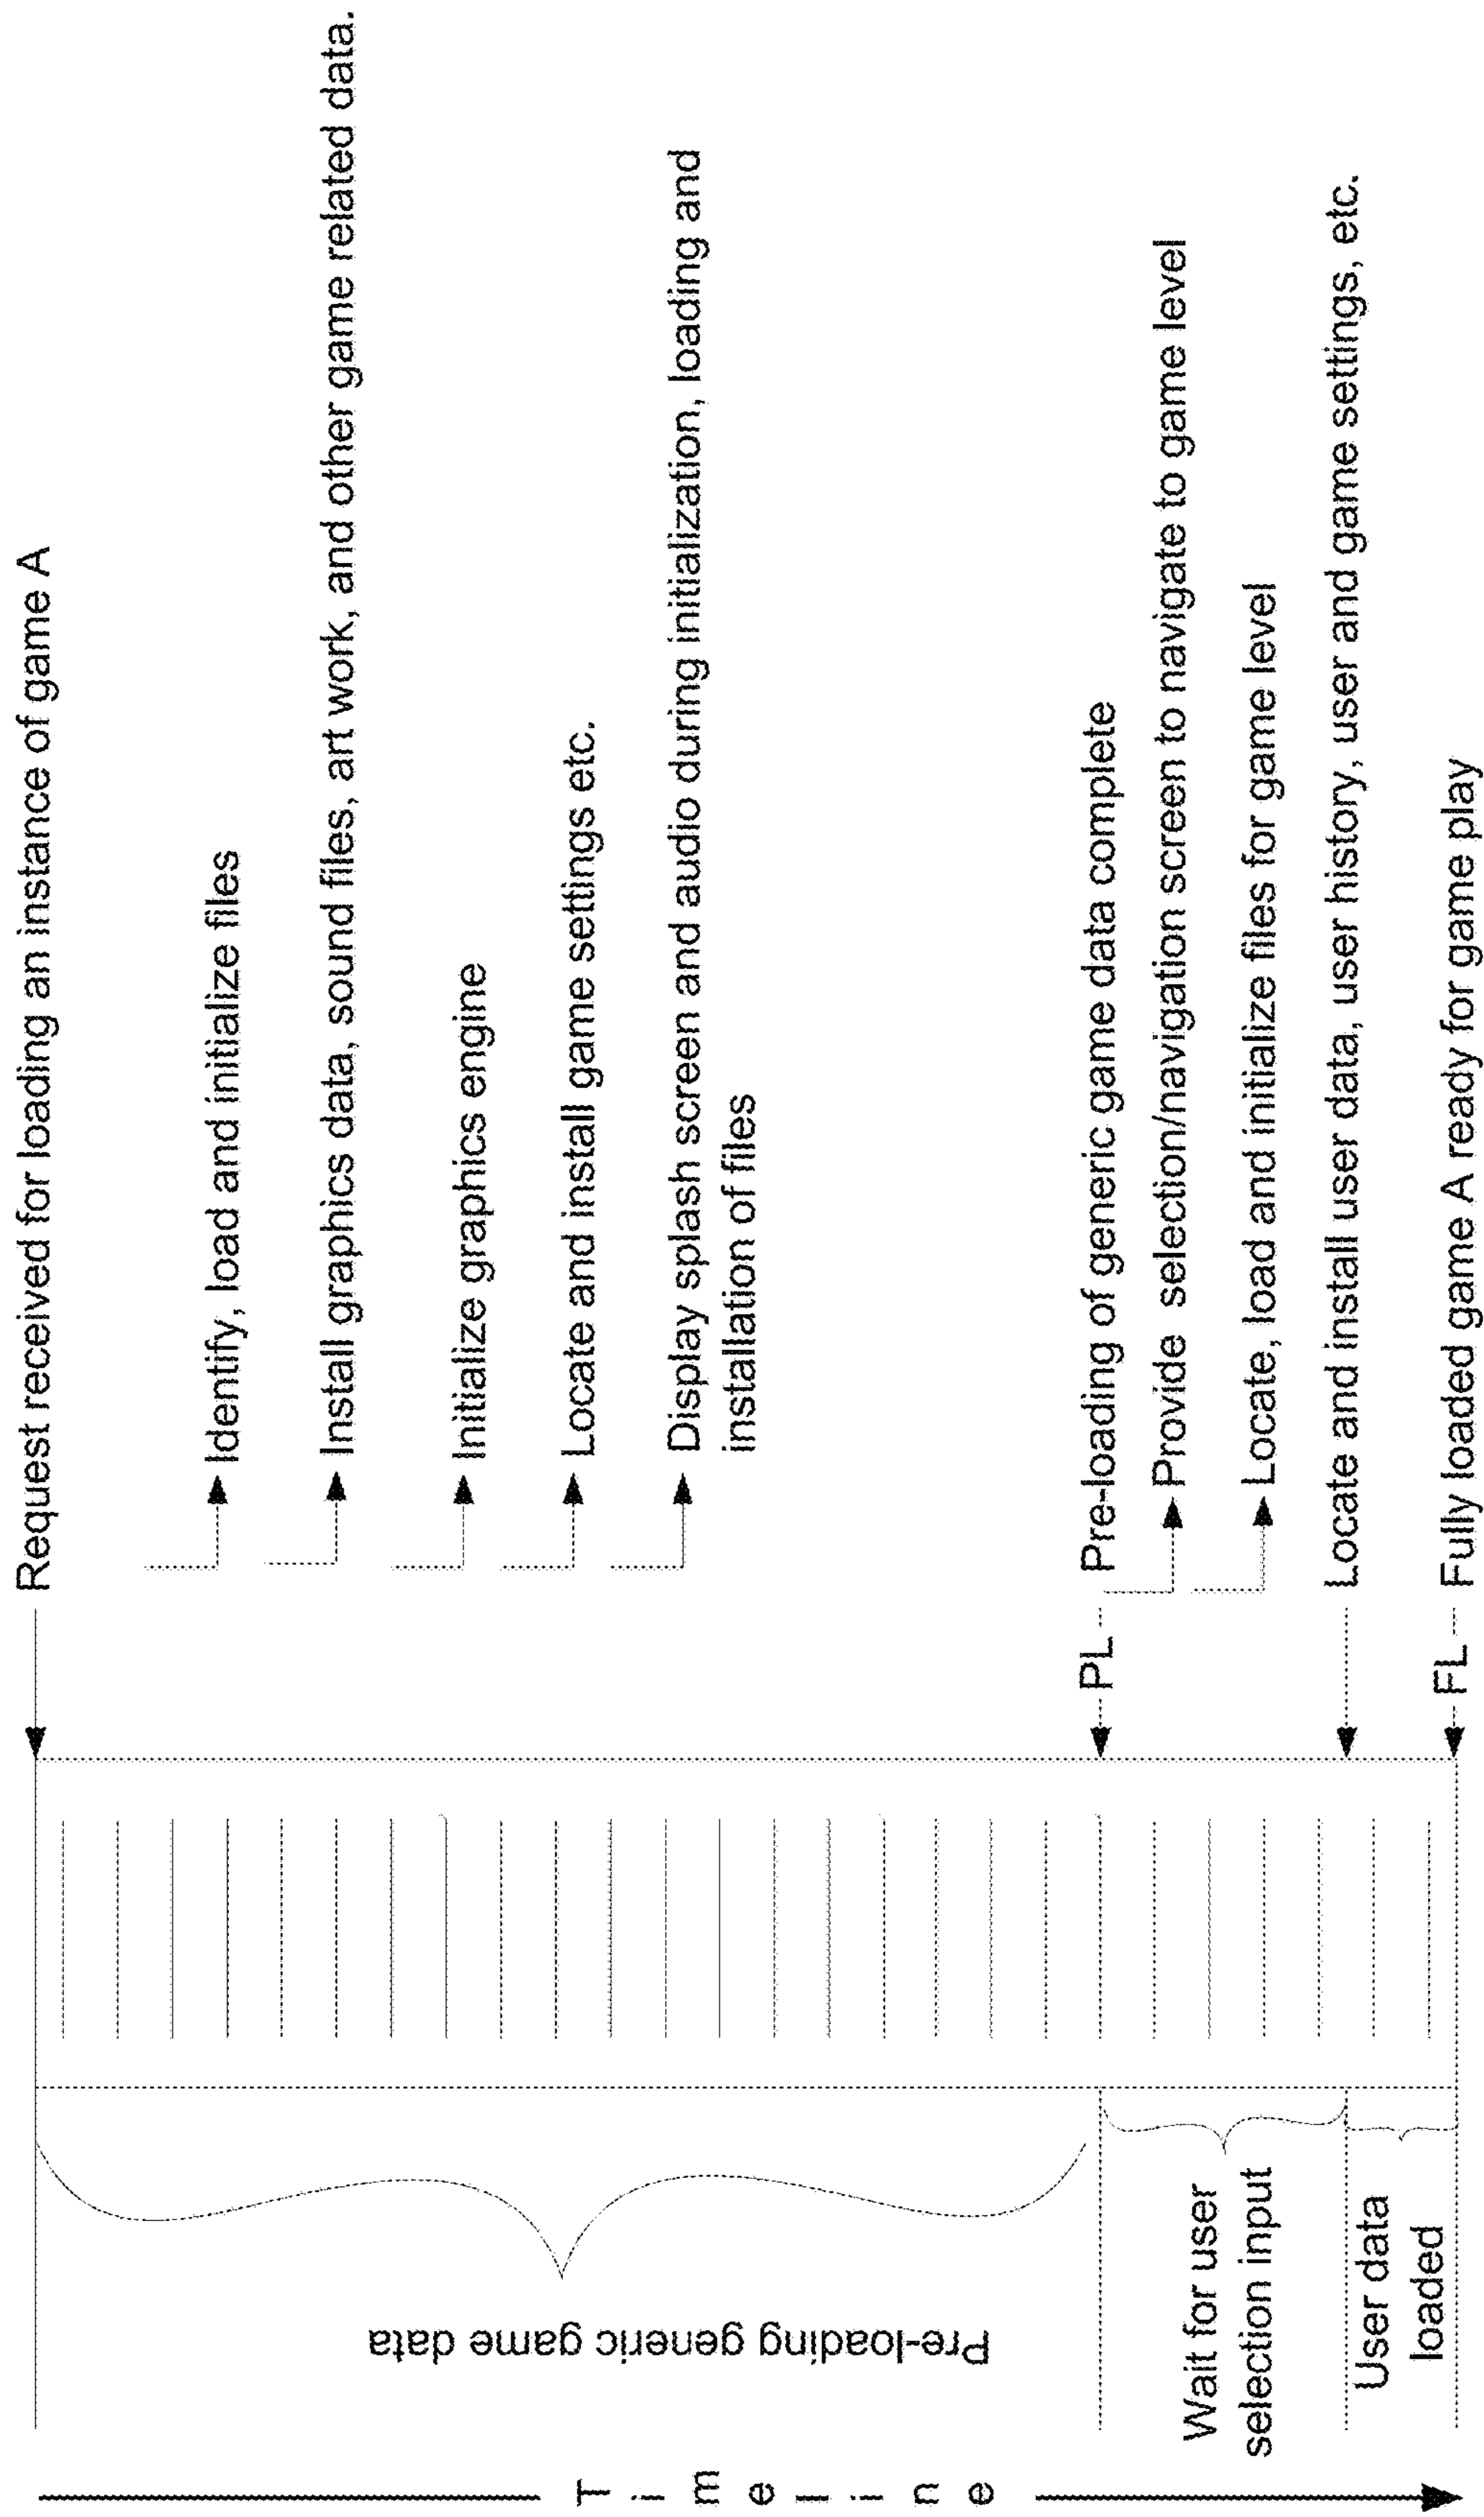 Request received for loading an instance of game A
Identify, load and initialize files
Install graphics data, sound files, art work, and other game related data.
Initialize graphics engine
Locate and install game settings etc.
Display splash screen and audio during initialization, loading and
installation of files
PL
Pre-loading of generic game data complete
Provide selection/navigation screen to navigate to game level
Locate, load and initialize files for game level
Locate and install user data, user history, user and game settings, etc.
FL
Fully loaded game A ready for game play
Pre-loading generic game data
Wait for user
selection input
User data
loaded
Timeline